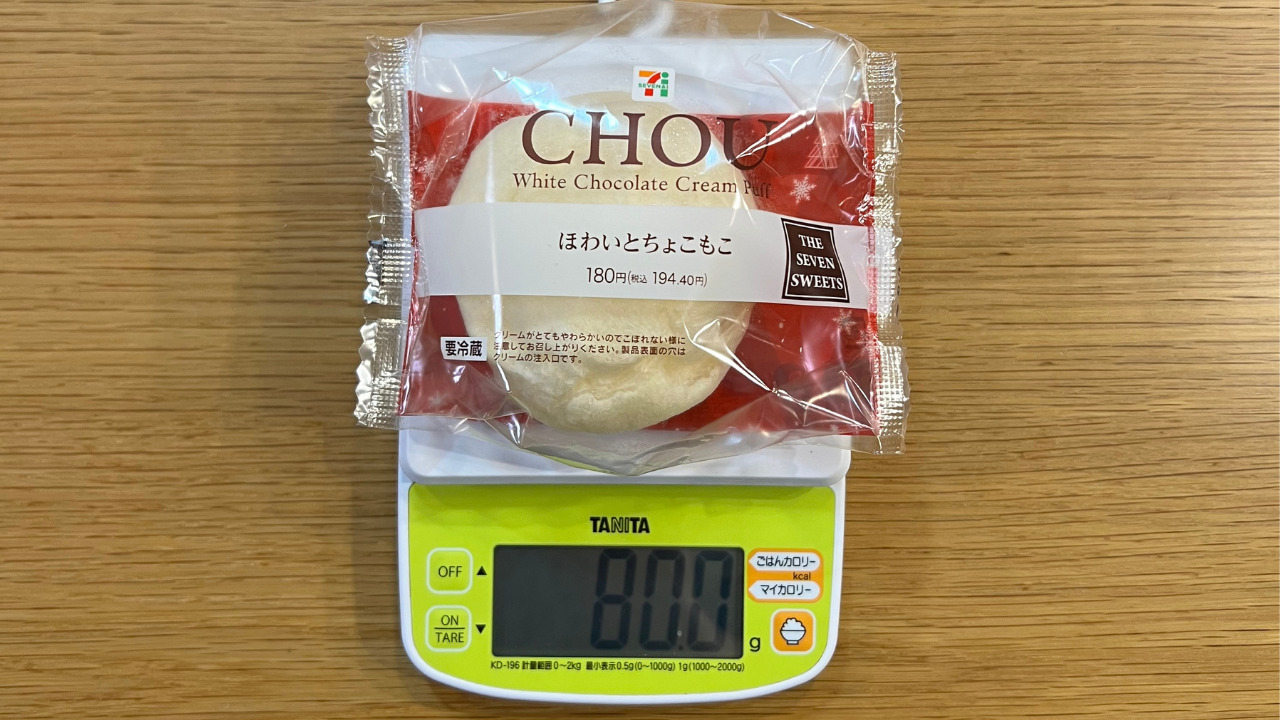 SEVEN&i
CHOU
White Chocolate Cream Puff
ほわいとちょこもこ
180円(税込 194.40円)
THE
SEVEN
SWEETS
要冷蔵
クリームがとてもやわらかいのでこぼれない様に
注意してお召し上がりください。製品表面の穴は
クリームの注入口です。
TANITA
OFF ▲
ON
TARE ▼
80.0 g
ごはんカロリー
kcal
マイカロリー
KD-196 計量範囲0～2kg 最小表示0.5g(0～1000g) 1g(1000～2000g)